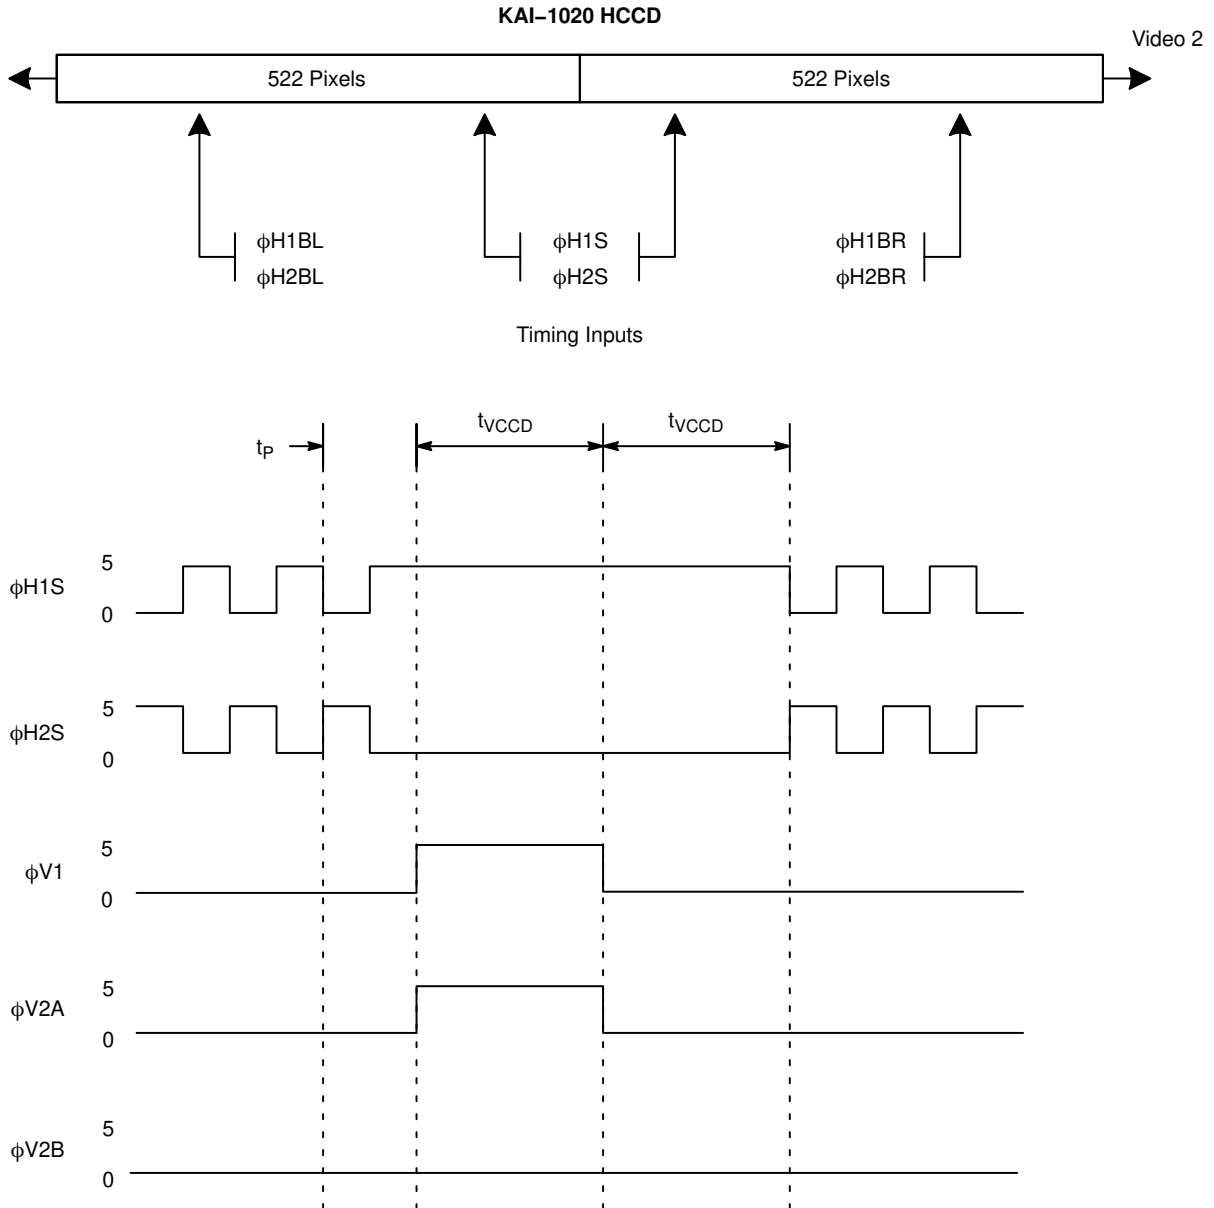 KAI−1020 HCCD
Video 2
522 Pixels 522 Pixels
ϕH1BL ϕH1S ϕH1BR
ϕH2BL ϕH2S ϕH2BR
Timing Inputs
tVCCD tVCCD
tP
5
ϕH1S
0
5
ϕH2S
0
5
ϕV1
0
5
ϕV2A
0
5
ϕV2B
0